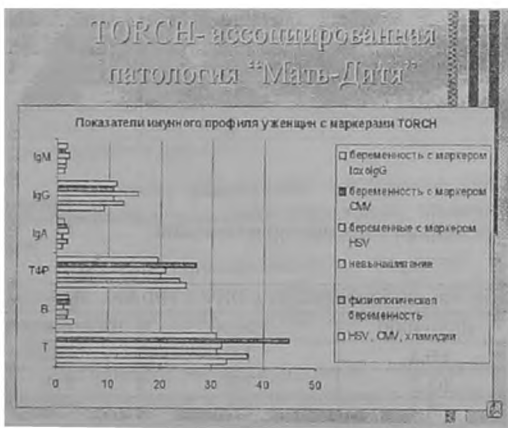 TORCH- ассоциированная
патология “Мать-Дитя”
Показатели имунного профиля у женщин с маркерами TORCH
IgM
IgG
IgA
ТФР
В
Т
0 10 20 30 40 50
беременность с маркером
toxoIgG
беременность с маркером
CMV
беременные с маркером
HSV
невынашивание
физиологическая
беременность
HSV, CMV, хламидии